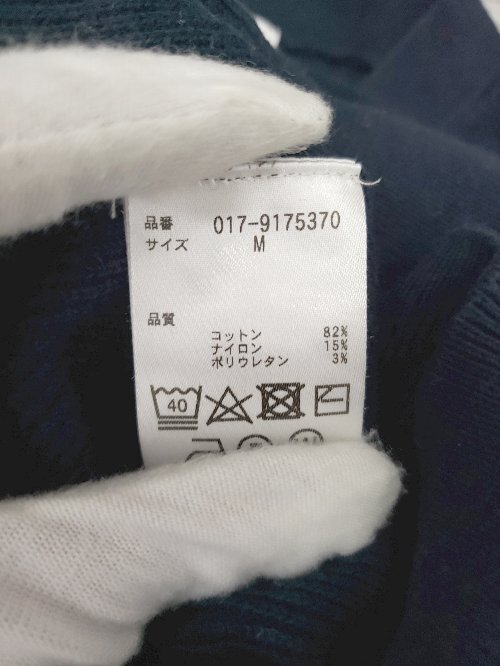 品番 017-9175370
サイズ M
品質
コットン 82%
ナイロン 15%
ポリウレタン 3%
40